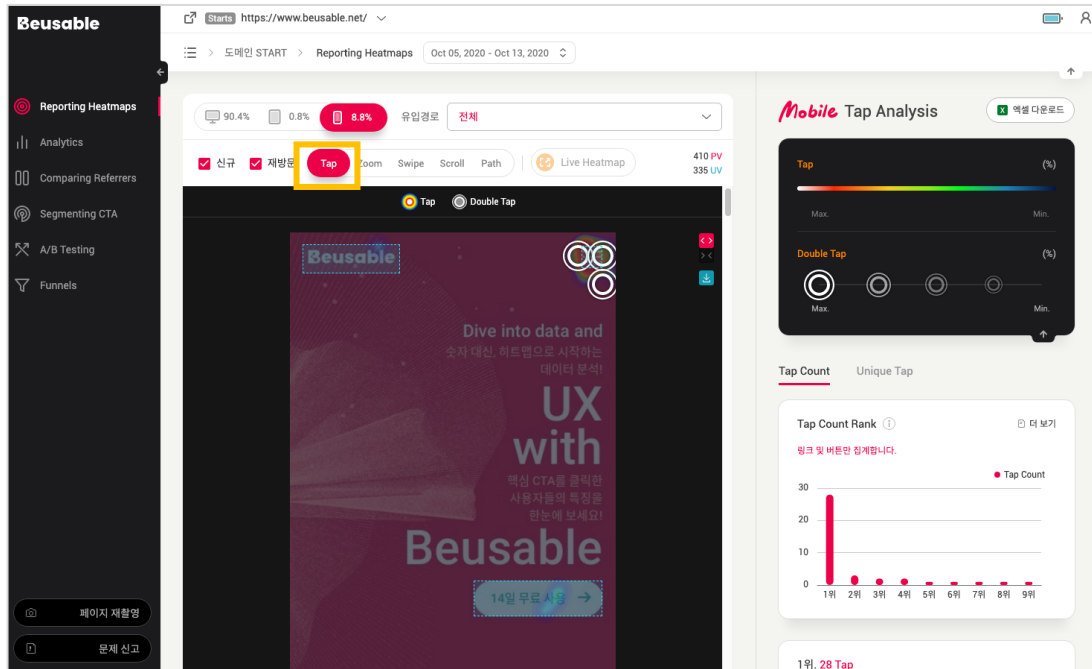 Beusable
Starts https://www.beusable.net/
도메인 START > Reporting Heatmaps Oct 05, 2020 - Oct 13, 2020
Reporting Heatmaps
Analytics
Comparing Referrers
Segmenting CTA
A/B Testing
Funnels
페이지 재촬영
문제 신고
90.4% 0.8% 8.8% 유입경로 전체
신규 재방문 Tap Zoom Swipe Scroll Path Live Heatmap
410 PV
335 UV
Tap Double Tap
Beusable
Dive into data and
숫자 대신, 히트맵으로 시작하는
데이터 분석!
UX
with
핵심 CTA를 클릭한
사용자들의 특징을
한눈에 보세요!
Beusable
14일 무료 사용 →
Mobile Tap Analysis
엑셀 다운로드
Tap (%)
Max. Min.
Double Tap (%)
Max. Min.
Tap Count Unique Tap
Tap Count Rank 더 보기
링크 및 버튼만 집계합니다.
Tap Count
30
20
10
0
1위 2위 3위 4위 5위 6위 7위 8위 9위
1위. 28 Tap